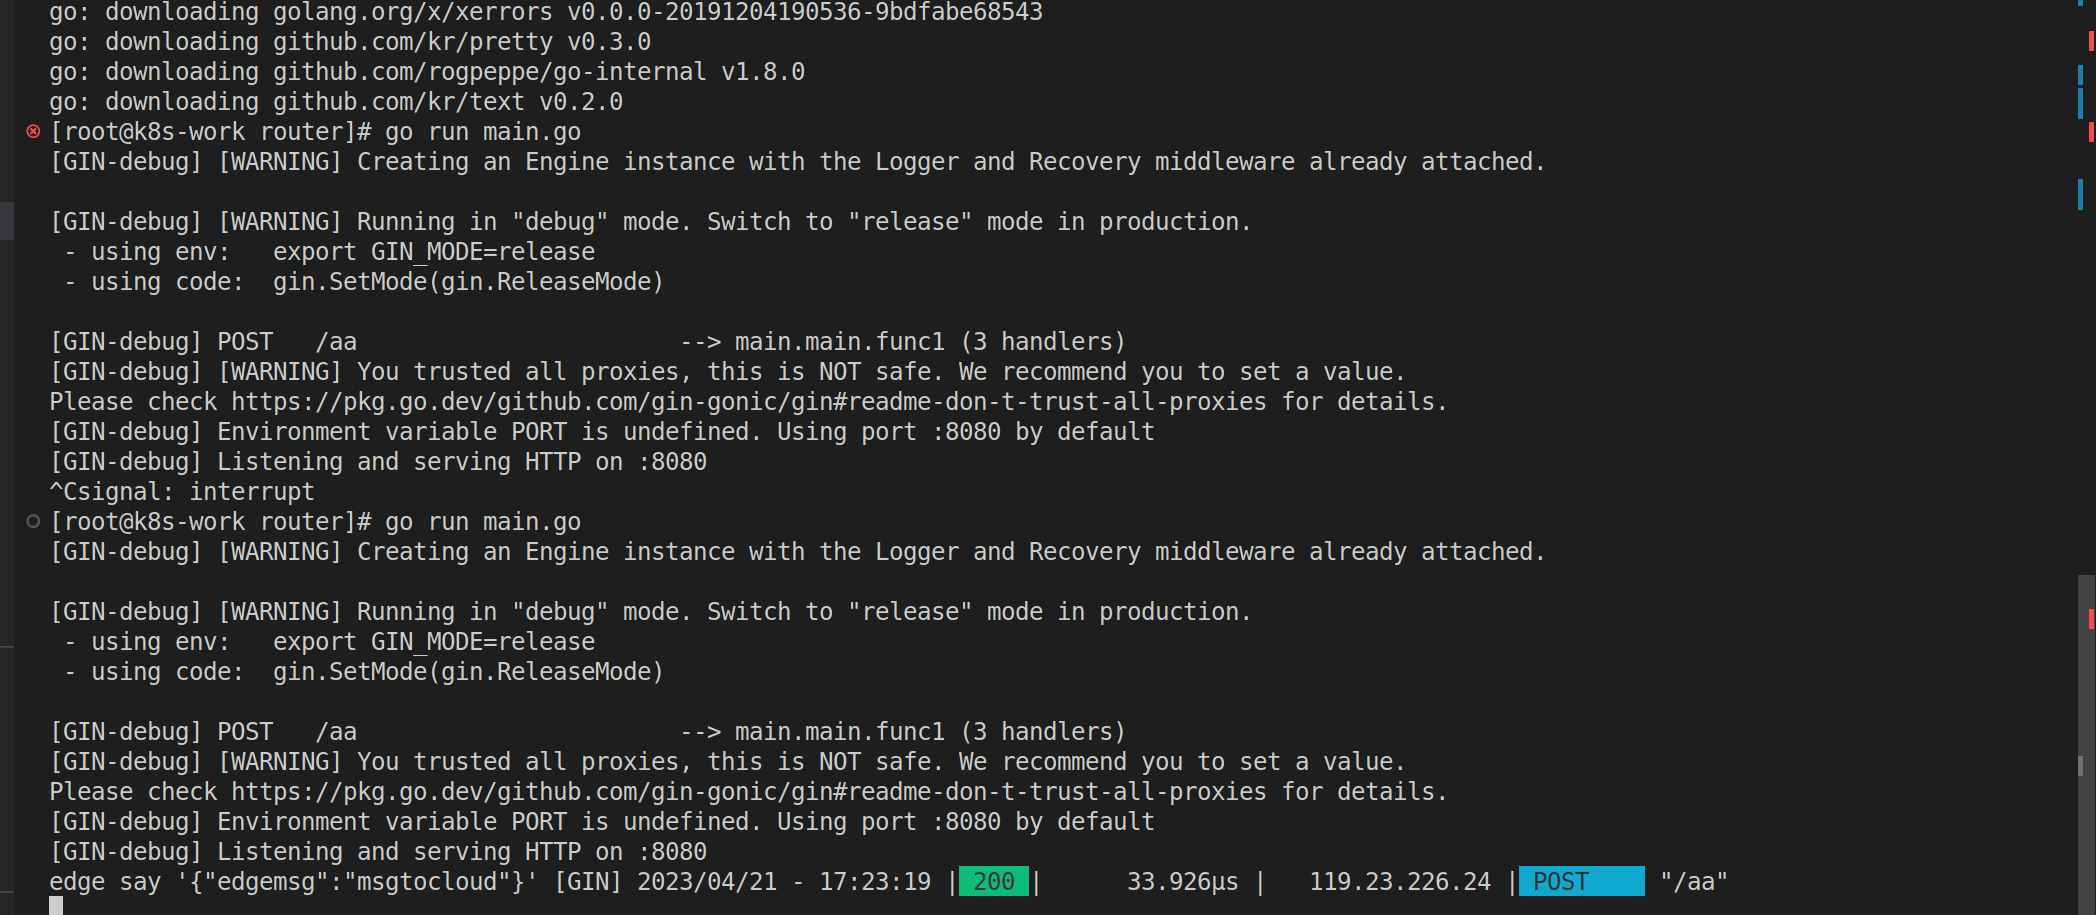 go: downloading golang.org/x/xerrors v0.0.0-20191204190536-9bdfabe68543
go: downloading github.com/kr/pretty v0.3.0
go: downloading github.com/rogpeppe/go-internal v1.8.0
go: downloading github.com/kr/text v0.2.0
[root@k8s-work router]# go run main.go
[GIN-debug] [WARNING] Creating an Engine instance with the Logger and Recovery middleware already attached.
[GIN-debug] [WARNING] Running in "debug" mode. Switch to "release" mode in production.
 - using env:   export GIN_MODE=release
 - using code:  gin.SetMode(gin.ReleaseMode)
[GIN-debug] POST   /aa                       --> main.main.func1 (3 handlers)
[GIN-debug] [WARNING] You trusted all proxies, this is NOT safe. We recommend you to set a value.
Please check https://pkg.go.dev/github.com/gin-gonic/gin#readme-don-t-trust-all-proxies for details.
[GIN-debug] Environment variable PORT is undefined. Using port :8080 by default
[GIN-debug] Listening and serving HTTP on :8080
^Csignal: interrupt
[root@k8s-work router]# go run main.go
[GIN-debug] [WARNING] Creating an Engine instance with the Logger and Recovery middleware already attached.
[GIN-debug] [WARNING] Running in "debug" mode. Switch to "release" mode in production.
 - using env:   export GIN_MODE=release
 - using code:  gin.SetMode(gin.ReleaseMode)
[GIN-debug] POST   /aa                       --> main.main.func1 (3 handlers)
[GIN-debug] [WARNING] You trusted all proxies, this is NOT safe. We recommend you to set a value.
Please check https://pkg.go.dev/github.com/gin-gonic/gin#readme-don-t-trust-all-proxies for details.
[GIN-debug] Environment variable PORT is undefined. Using port :8080 by default
[GIN-debug] Listening and serving HTTP on :8080
edge say '{"edgemsg":"msgtocloud"}' [GIN] 2023/04/21 - 17:23:19 | 200 |      33.926µs |   119.23.226.24 | POST     "/aa"